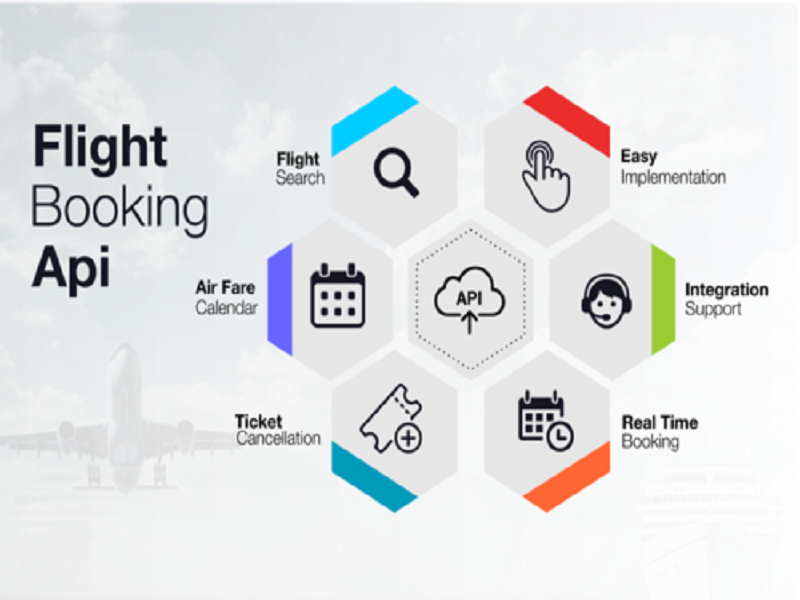 Flight
Booking
Api
Flight
Search
Easy
Implementation
Air Fare
Calendar
API
Integration
Support
Ticket
Cancellation
Real Time
Booking